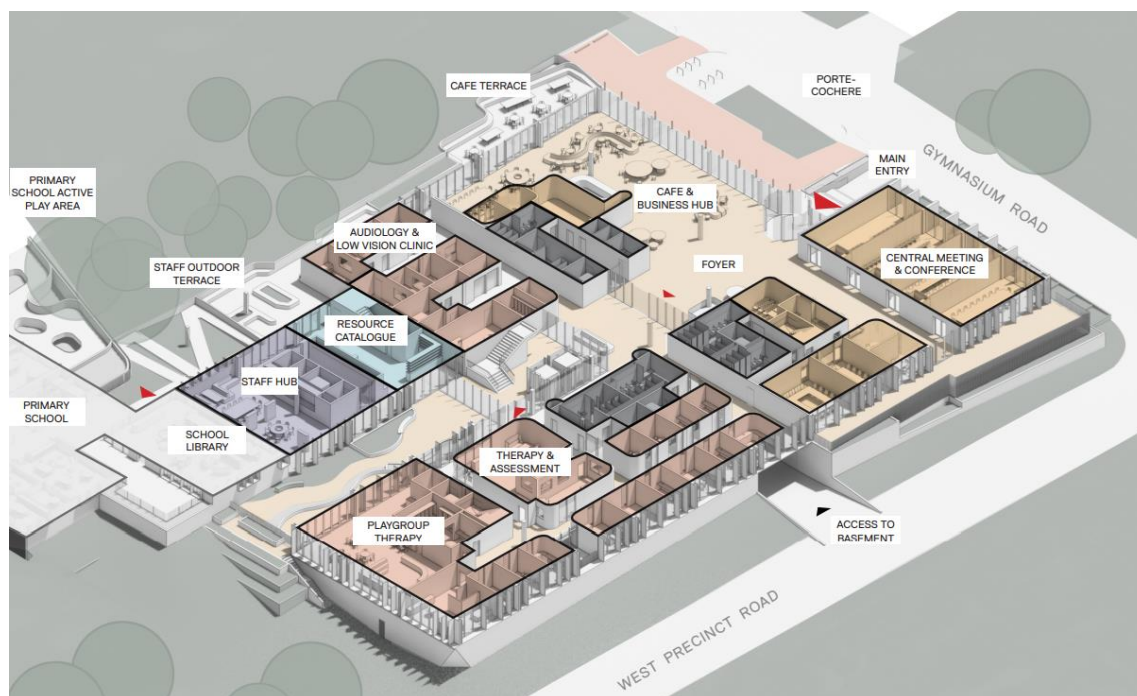 CAFE TERRACE
PORTE-
COCHERE
GYMNASIUM ROAD
MAIN
ENTRY
PRIMARY
SCHOOL ACTIVE
PLAY AREA
CAFE &
BUSINESS HUB
AUDIOLOGY &
LOW VISION CLINIC
STAFF OUTDOOR
TERRACE
FOYER
CENTRAL MEETING
& CONFERENCE
RESOURCE
CATALOGUE
STAFF HUB
PRIMARY
SCHOOL
SCHOOL
LIBRARY
THERAPY &
ASSESSMENT
PLAYGROUP
THERAPY
ACCESS TO
BASEMENT
WEST PRECINCT ROAD